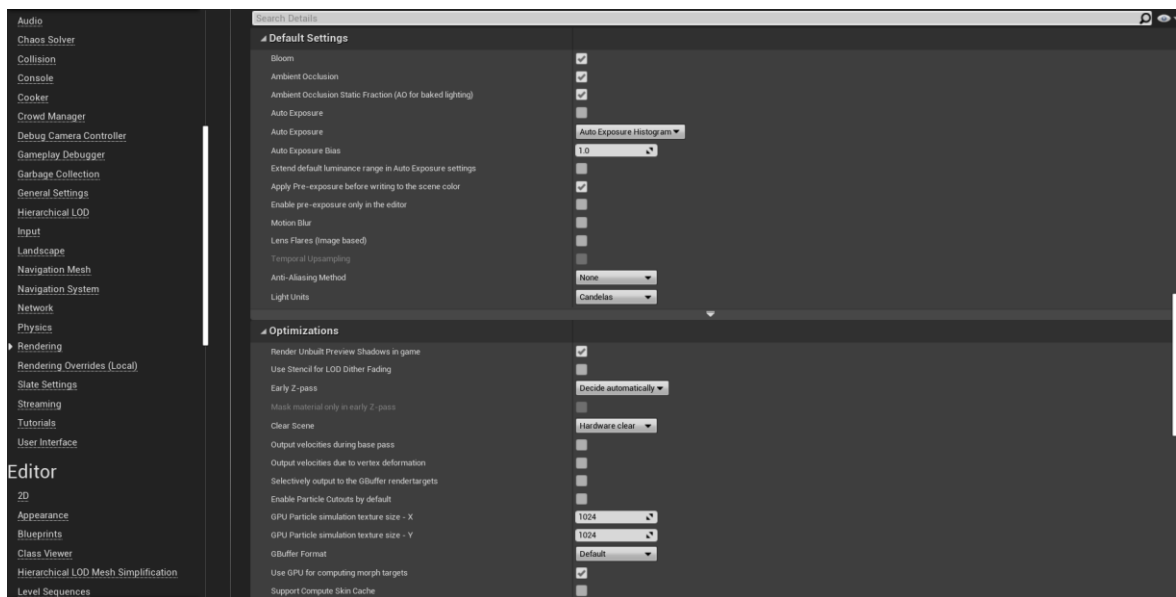 Audio
Chaos Solver
Collision
Console
Cooker
Crowd Manager
Debug Camera Controller
Gameplay Debugger
Garbage Collection
General Settings
Hierarchical LOD
Input
Landscape
Navigation Mesh
Navigation System
Network
Physics
Rendering
Rendering Overrides (Local)
Slate Settings
Streaming
Tutorials
User Interface
Editor
2D
Appearance
Blueprints
Class Viewer
Hierarchical LOD Mesh Simplification
Level Sequences
Search Details
Default Settings
Bloom
Ambient Occlusion
Ambient Occlusion Static Fraction (AO for baked lighting)
Auto Exposure
Auto Exposure Auto Exposure Histogram
Auto Exposure Bias 1.0
Extend default luminance range in Auto Exposure settings
Apply Pre-exposure before writing to the scene color
Enable pre-exposure only in the editor
Motion Blur
Lens Flares (Image based)
Temporal Upsampling
Anti-Aliasing Method None
Light Units Candelas
Optimizations
Render Unbuilt Preview Shadows in game
Use Stencil for LOD Dither Fading
Early Z-pass Decide automatically
Mask material only in early Z-pass
Clear Scene Hardware clear
Output velocities during base pass
Output velocities due to vertex deformation
Selectively output to the GBuffer rendertargets
Enable Particle Cutouts by default
GPU Particle simulation texture size - X 1024
GPU Particle simulation texture size - Y 1024
GBuffer Format Default
Use GPU for computing morph targets
Support Compute Skin Cache